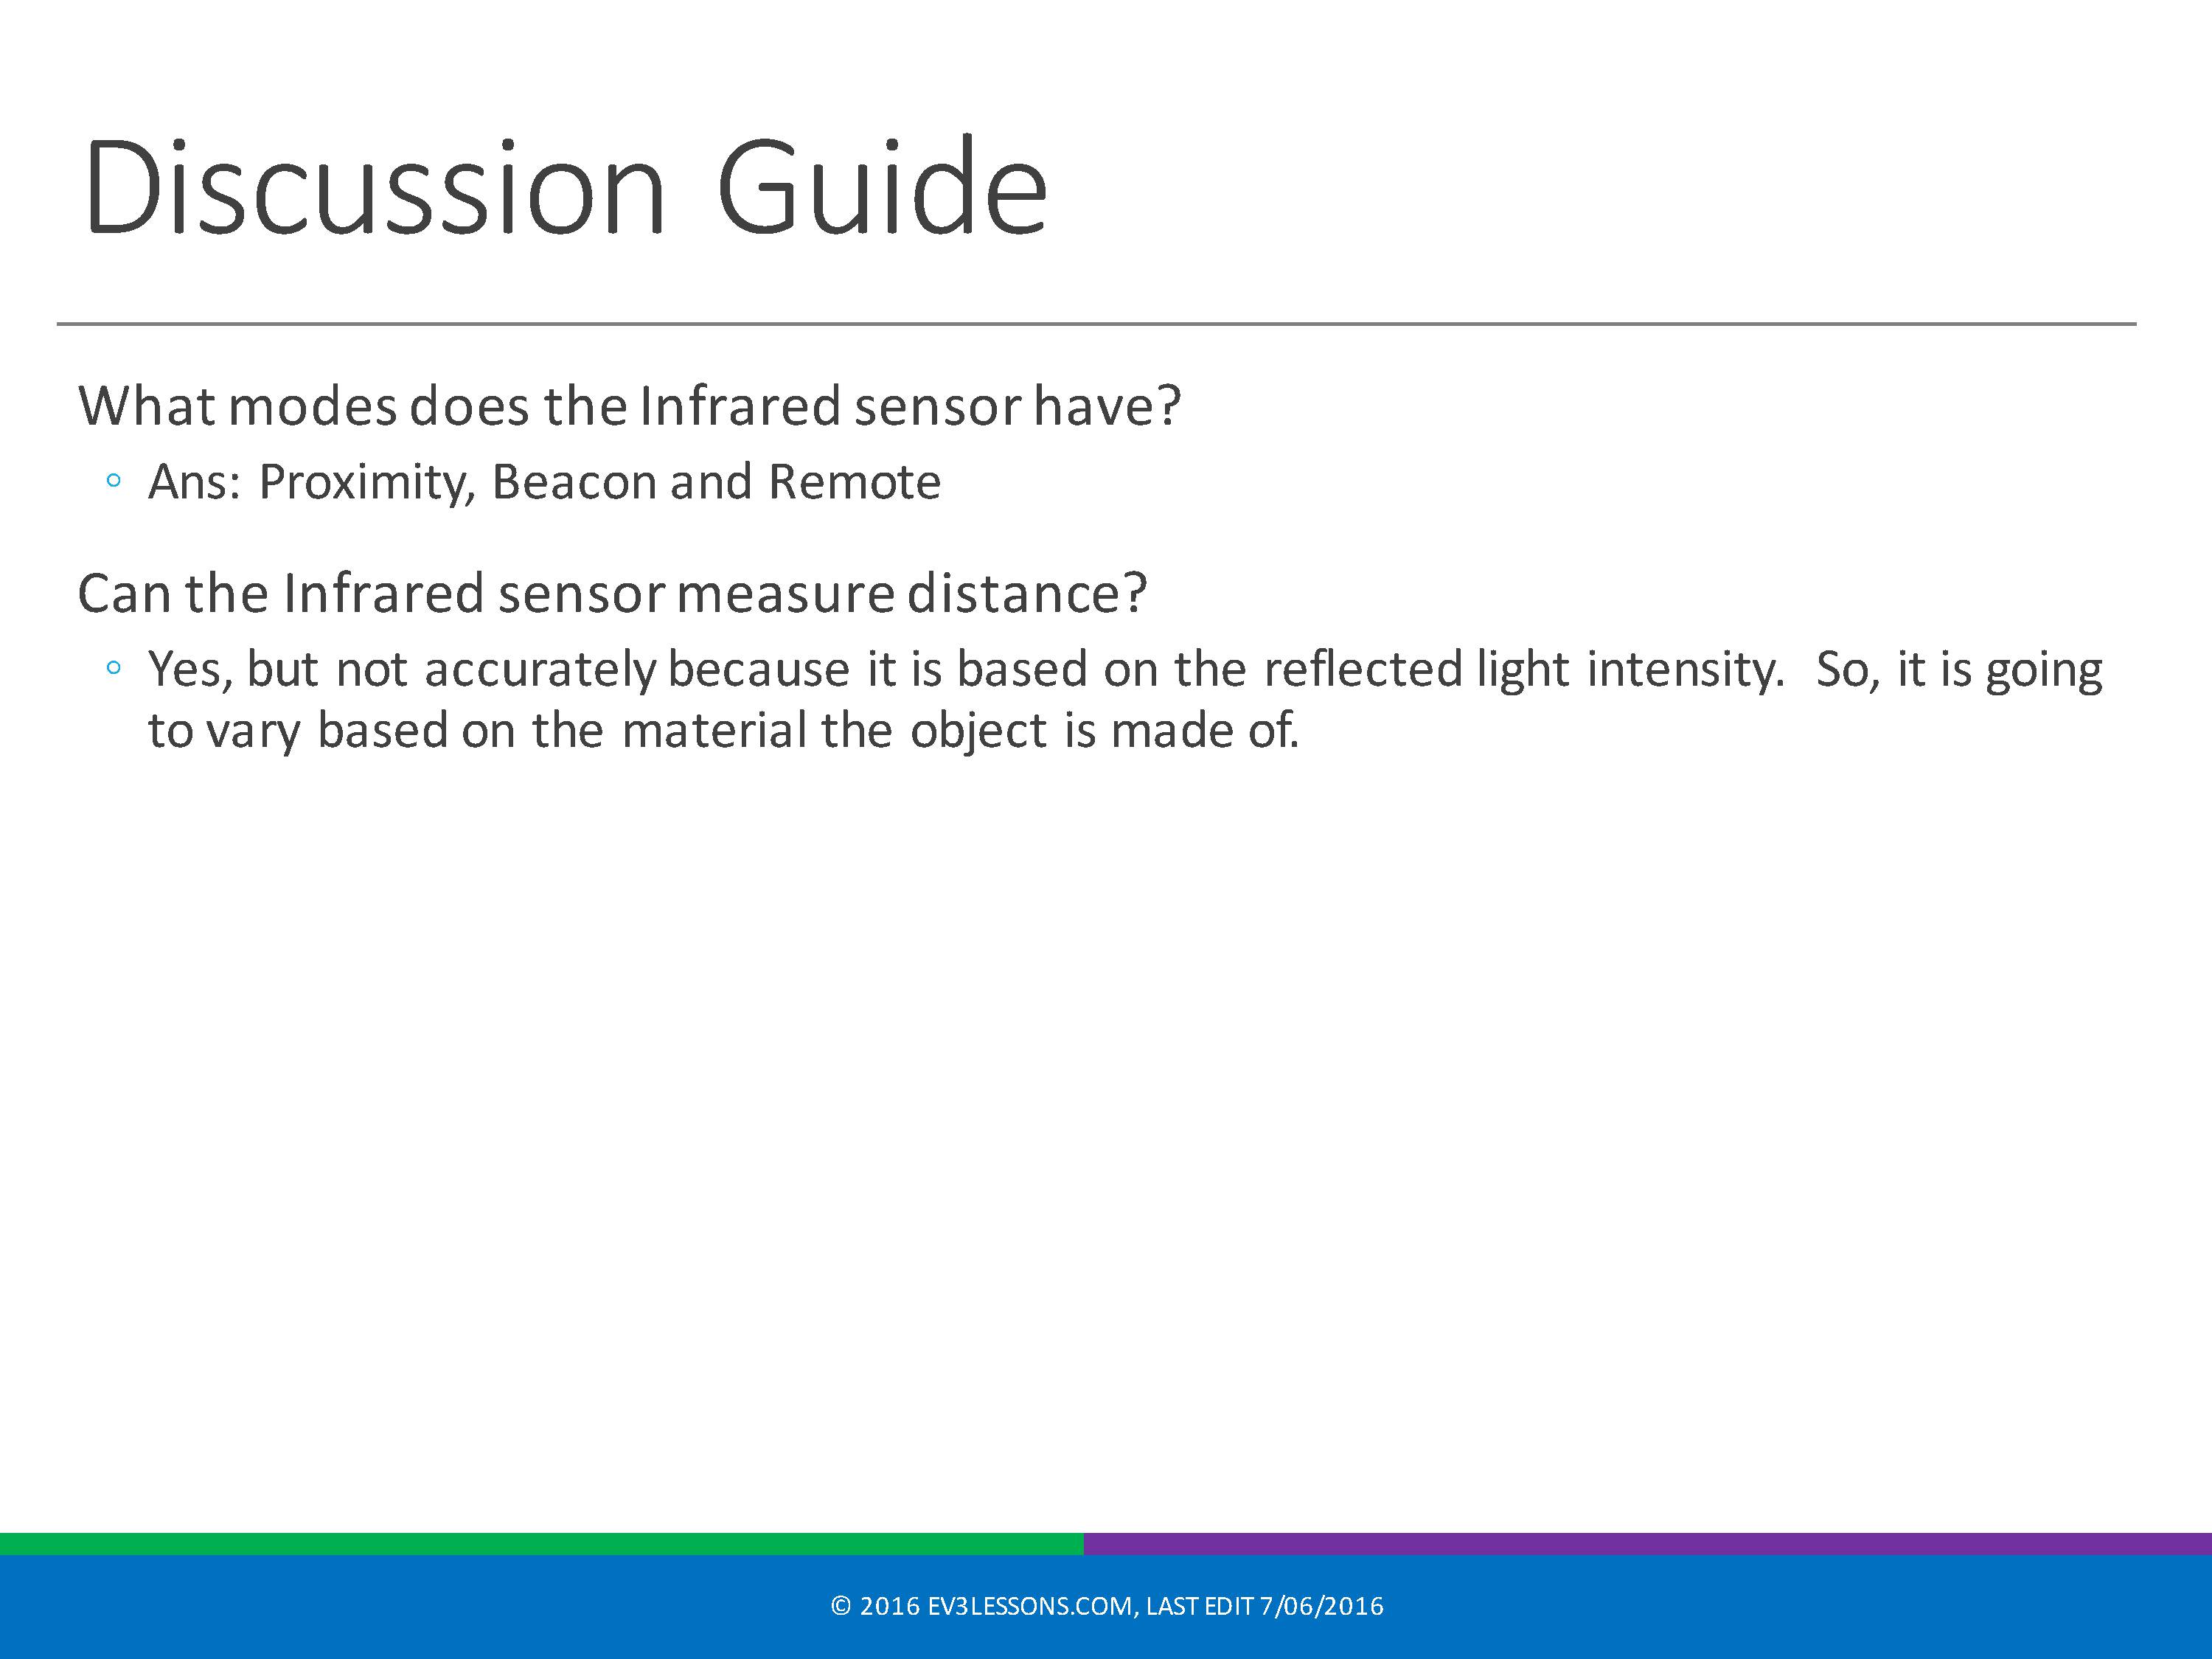 Discussion Guide
What modes does the Infrared sensor have?
◦ Ans: Proximity, Beacon and Remote
Can the Infrared sensor measure distance?
◦ Yes, but not accurately because it is based on the reflected light intensity. So, it is going
to vary based on the material the object is made of.
© 2016 EV3LESSONS.COM, LAST EDIT 7/06/2016